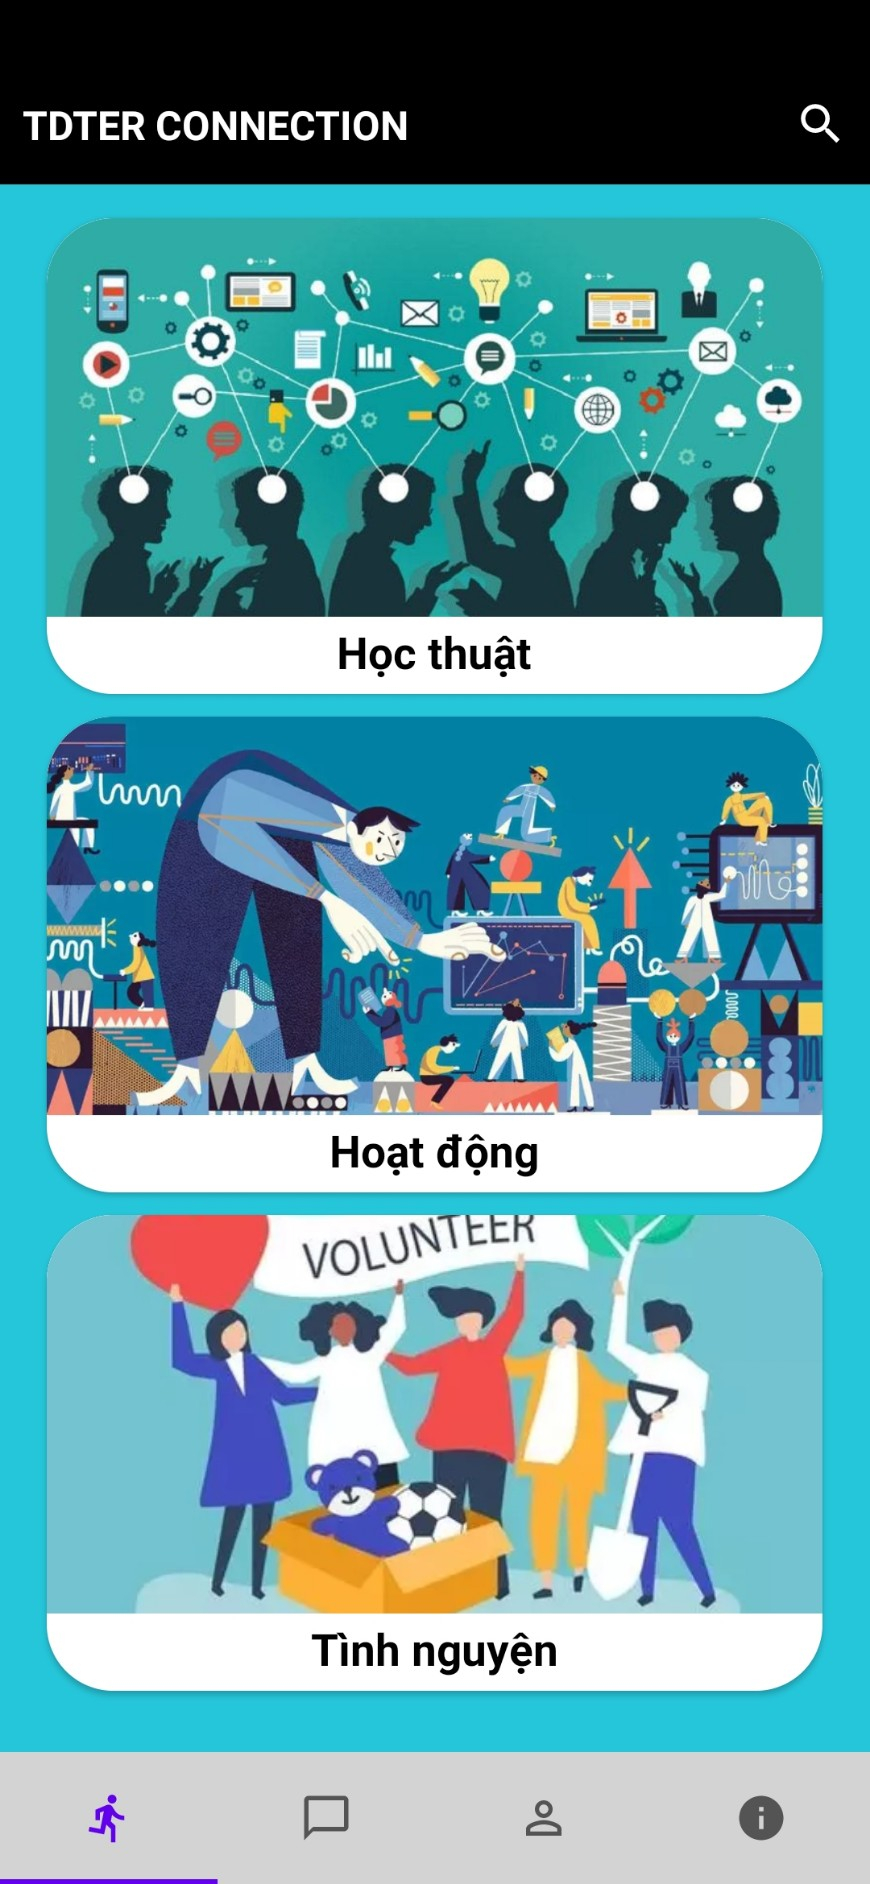 TDTER CONNECTION
Học thuật
Hoạt động
VOLUNTEER
Tình nguyện